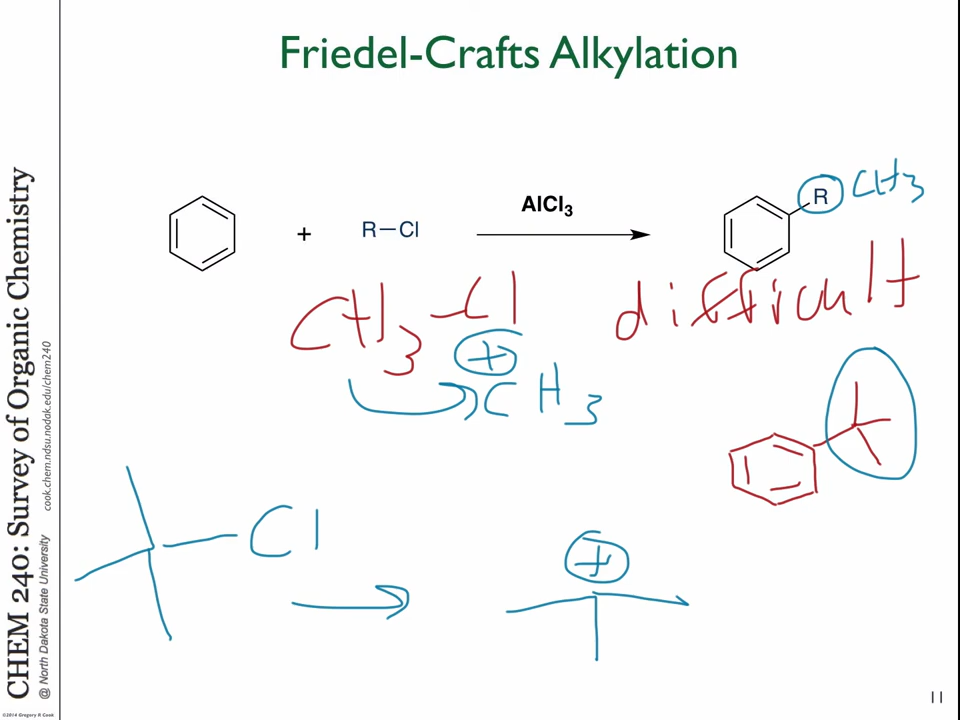 Friedel-Crafts Alkylation
CHEM 240: Survey of Organic Chemistry
@ North Dakota State University
cook.chem.ndsu.nodak.edu/chem240
©2014 Gregory R Cook
+ R—Cl
AlCl3
R CH3
CH3-Cl
difficult
+
CH3
Cl
+
11